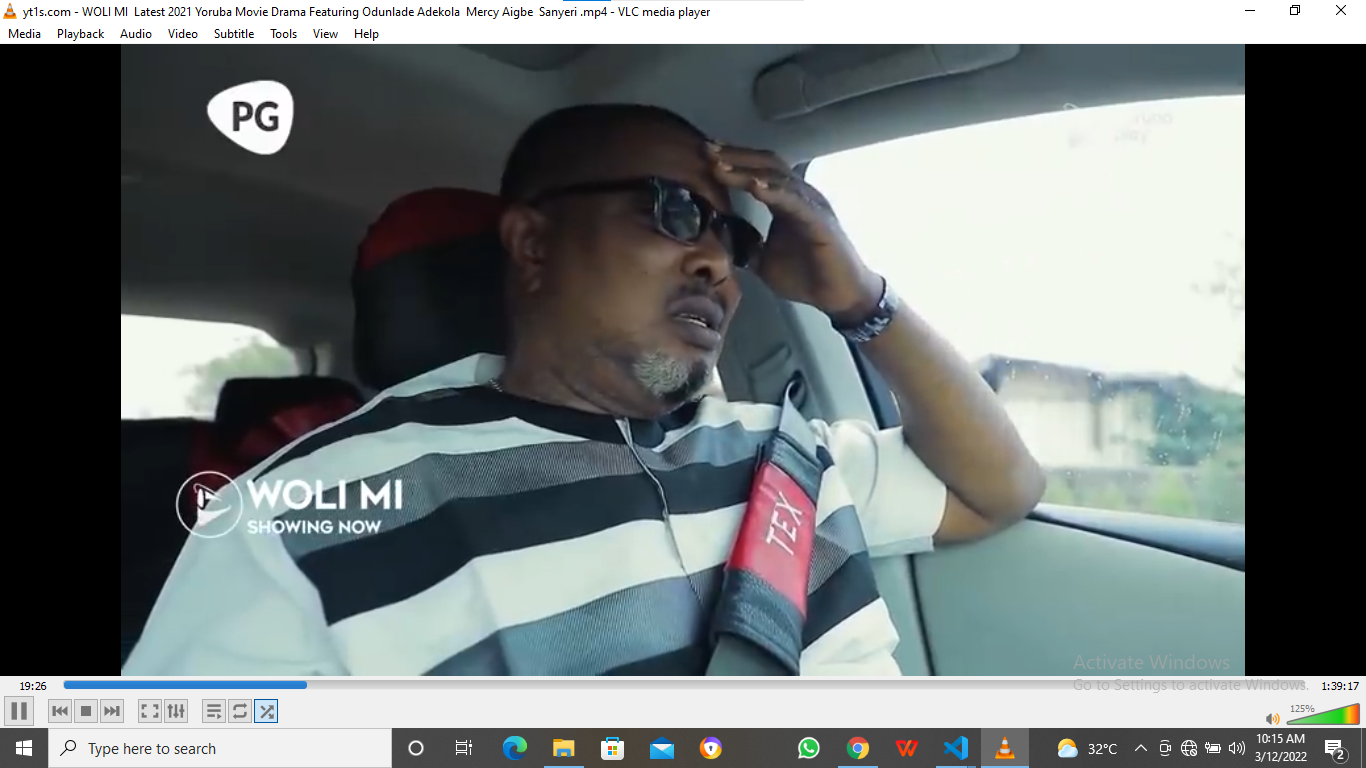 yt1s.com - WOLI MI Latest 2021 Yoruba Movie Drama Featuring Odunlade Adekola Mercy Aigbe Sanyeri .mp4 - VLC media player
Media Playback Audio Video Subtitle Tools View Help
PG
TEX
WOLI MI
SHOWING NOW
Activate Windows
Go to Settings to activate Windows.
19:26
1:39:17
125%
Type here to search
32°C
10:15 AM
3/12/2022
2